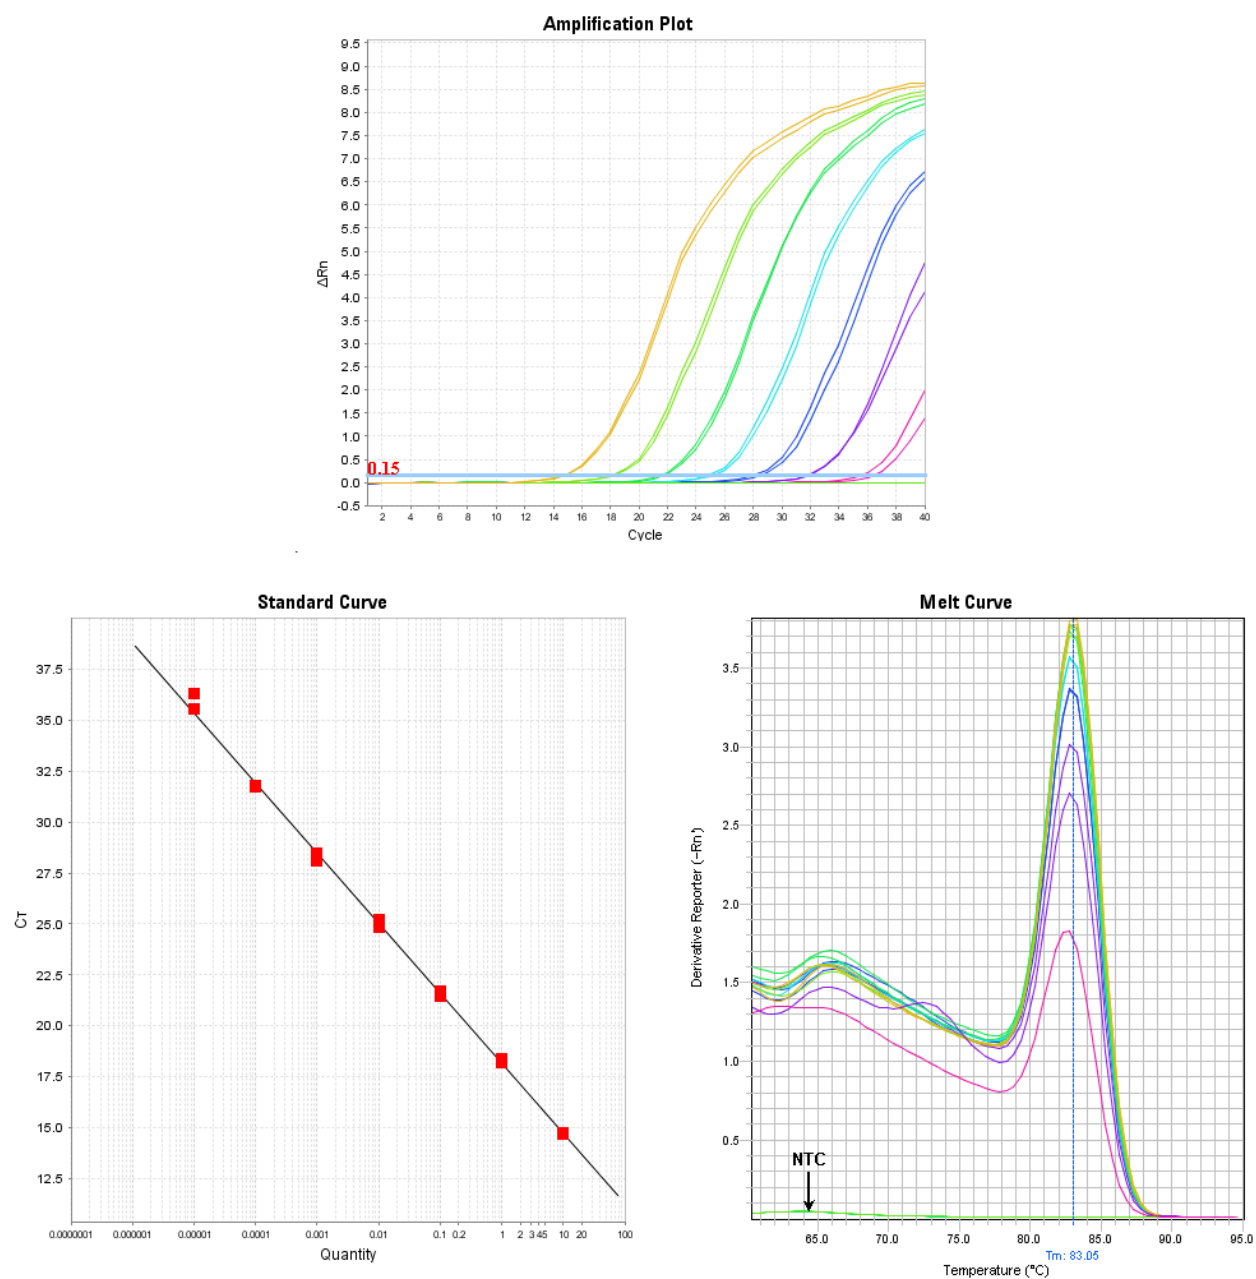 Amplification Plot
9.5
9.0
8.5
8.0
7.5
7.0
6.5
6.0
5.5
5.0
4.5
4.0
3.5
3.0
2.5
2.0
1.5
1.0
0.5
0.0
-0.5
ΔRn
0.15
2 4 6 8 10 12 14 16 18 20 22 24 26 28 30 32 34 36 38 40
Cycle
Standard Curve
37.5
35.0
32.5
30.0
27.5
25.0
22.5
20.0
17.5
15.0
12.5
Cт
0.0000001 0.000001 0.00001 0.0001 0.001 0.01 0.1 0.2 1 2 3 45 10 20 100
Quantity
Melt Curve
3.5
3.0
2.5
2.0
1.5
1.0
0.5
Derivative Reporter (-Rn')
NTC
65.0 70.0 75.0 80.0 85.0 90.0 95.0
Tm: 83.05
Temperature (°C)